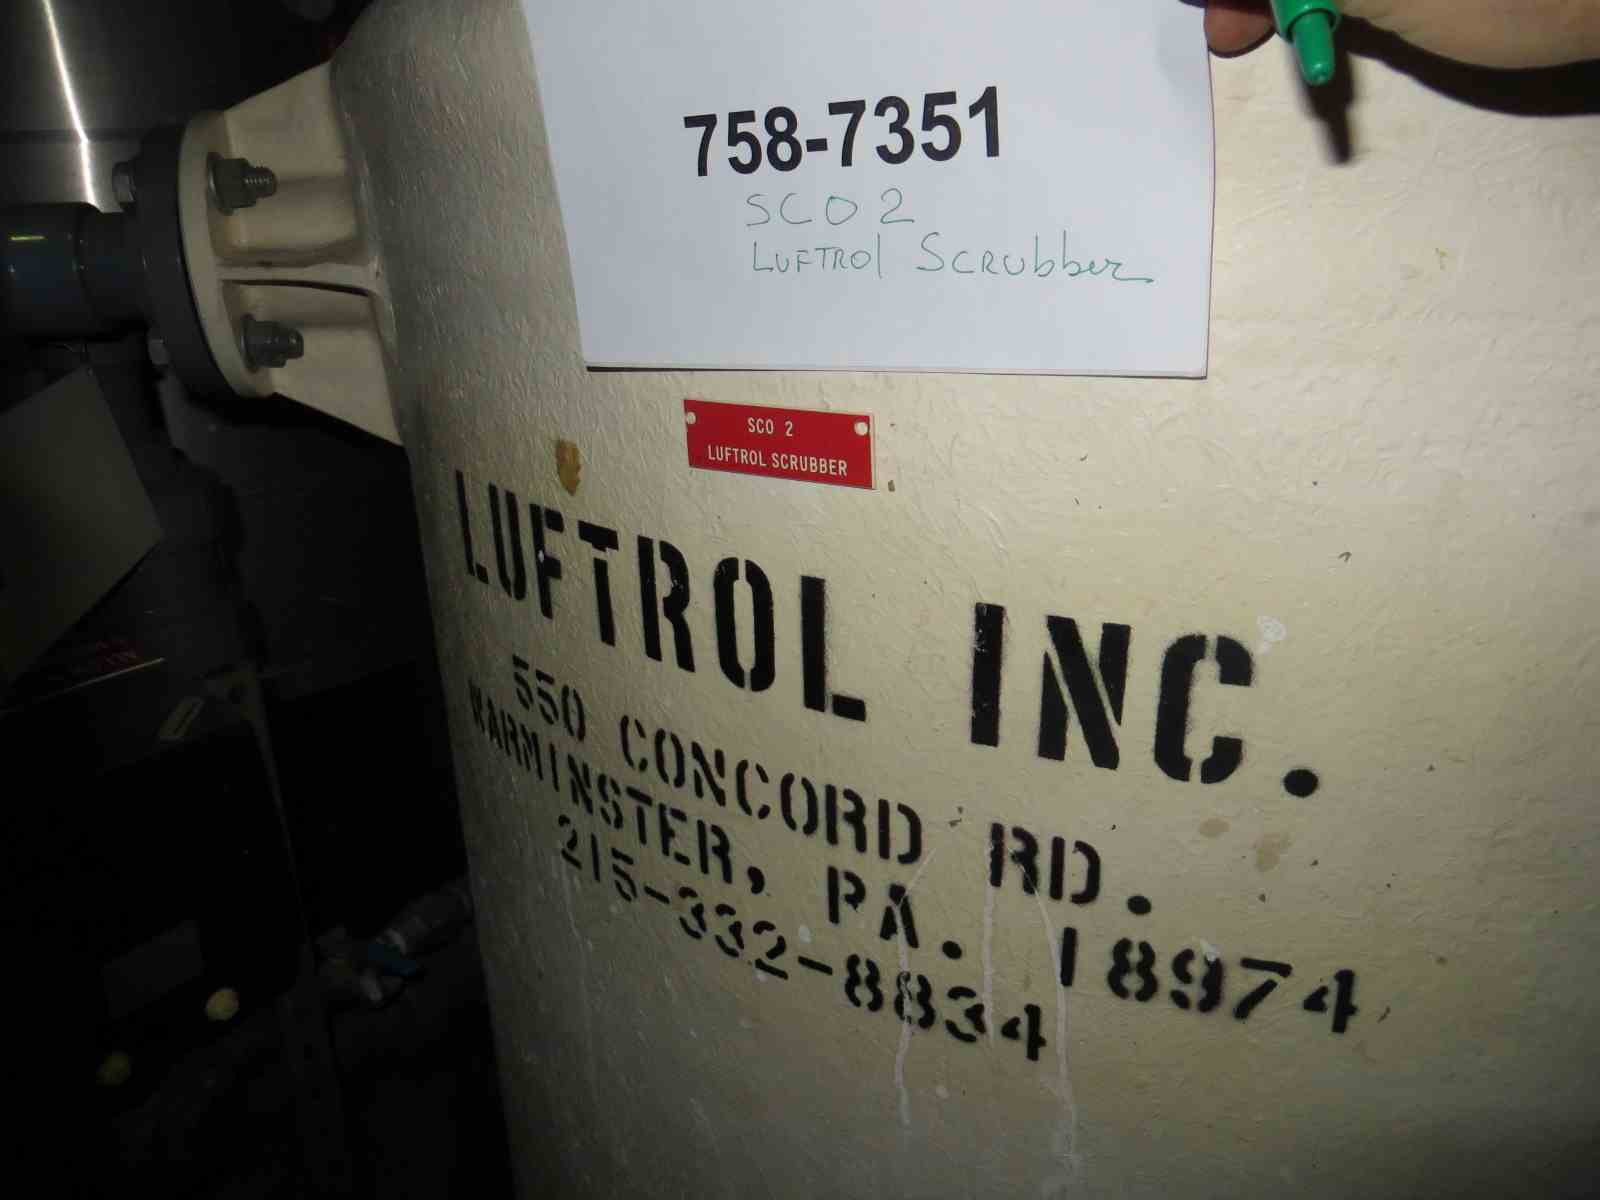 758-7351
SCO 2
LUFTROL SCRubber
SCO 2
LUFTROL SCRUBBER
LUFTROL INC.
550 CONCORD RD.
WARMINSTER, PA. 18974
215-332-8834